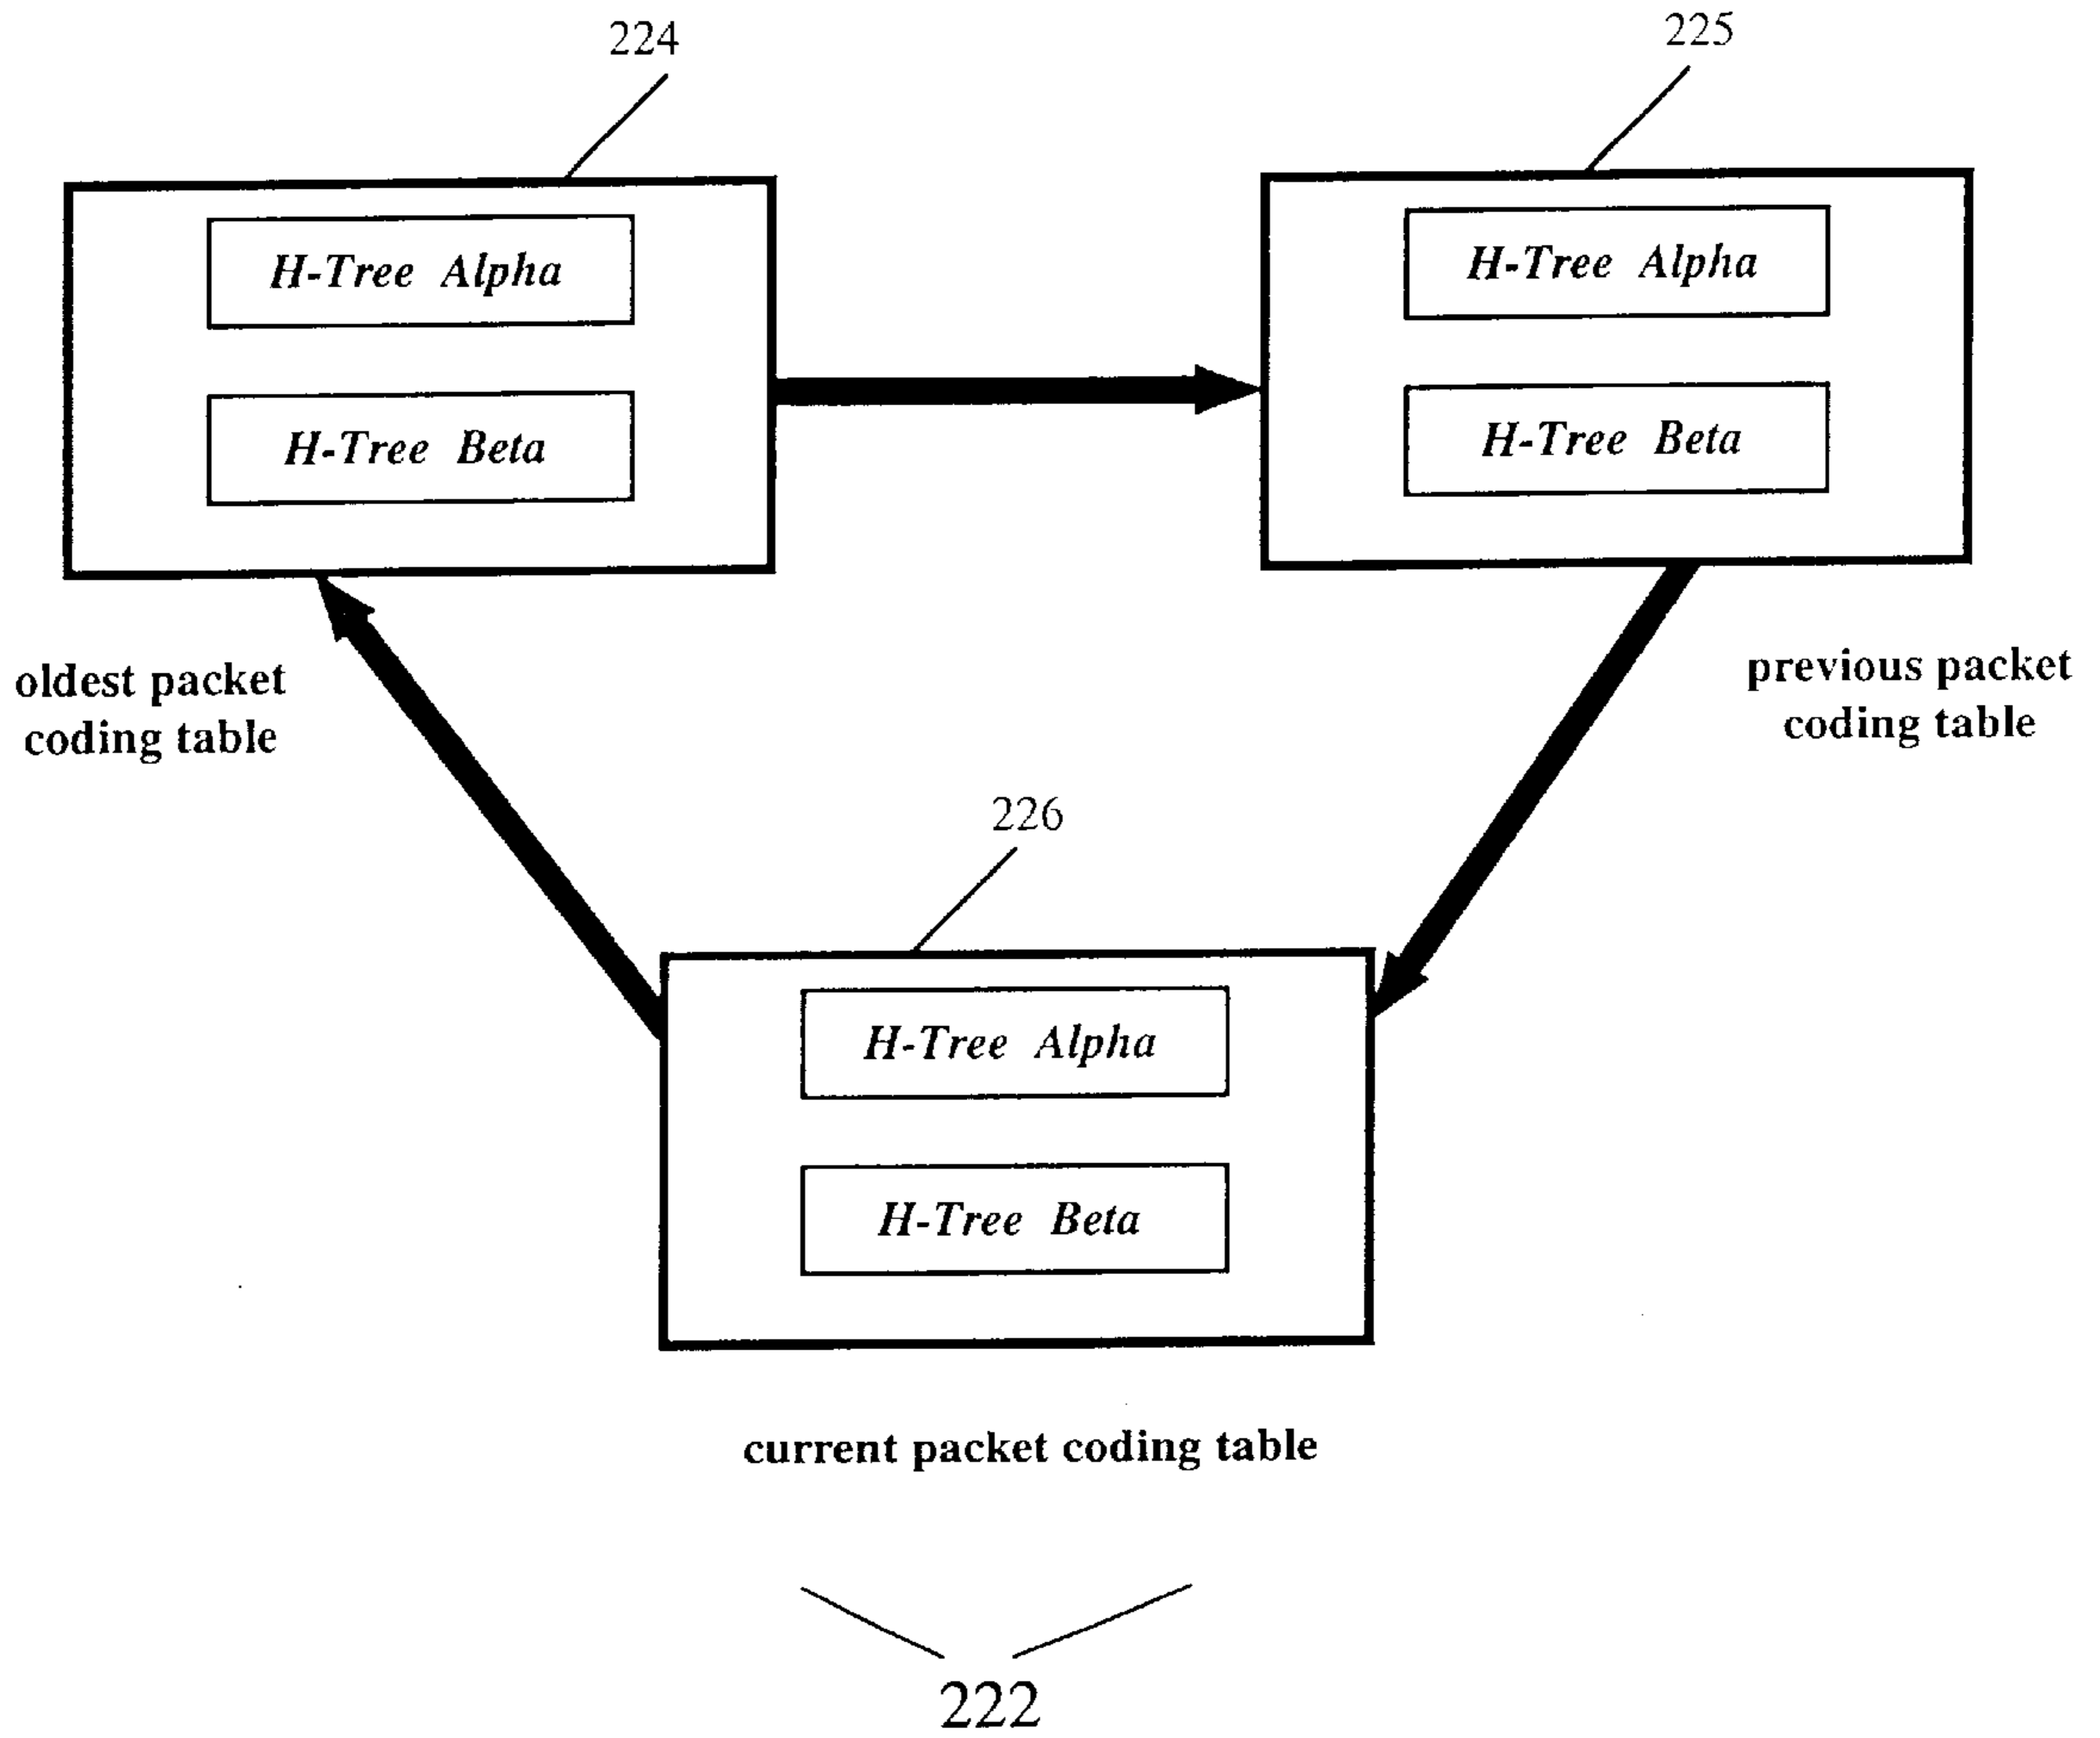 224
225
H-Tree Alpha
H-Tree Alpha
H-Tree Beta
H-Tree Beta
oldest packet
coding table
previous packet
coding table
226
H-Tree Alpha
H-Tree Beta
current packet coding table
222